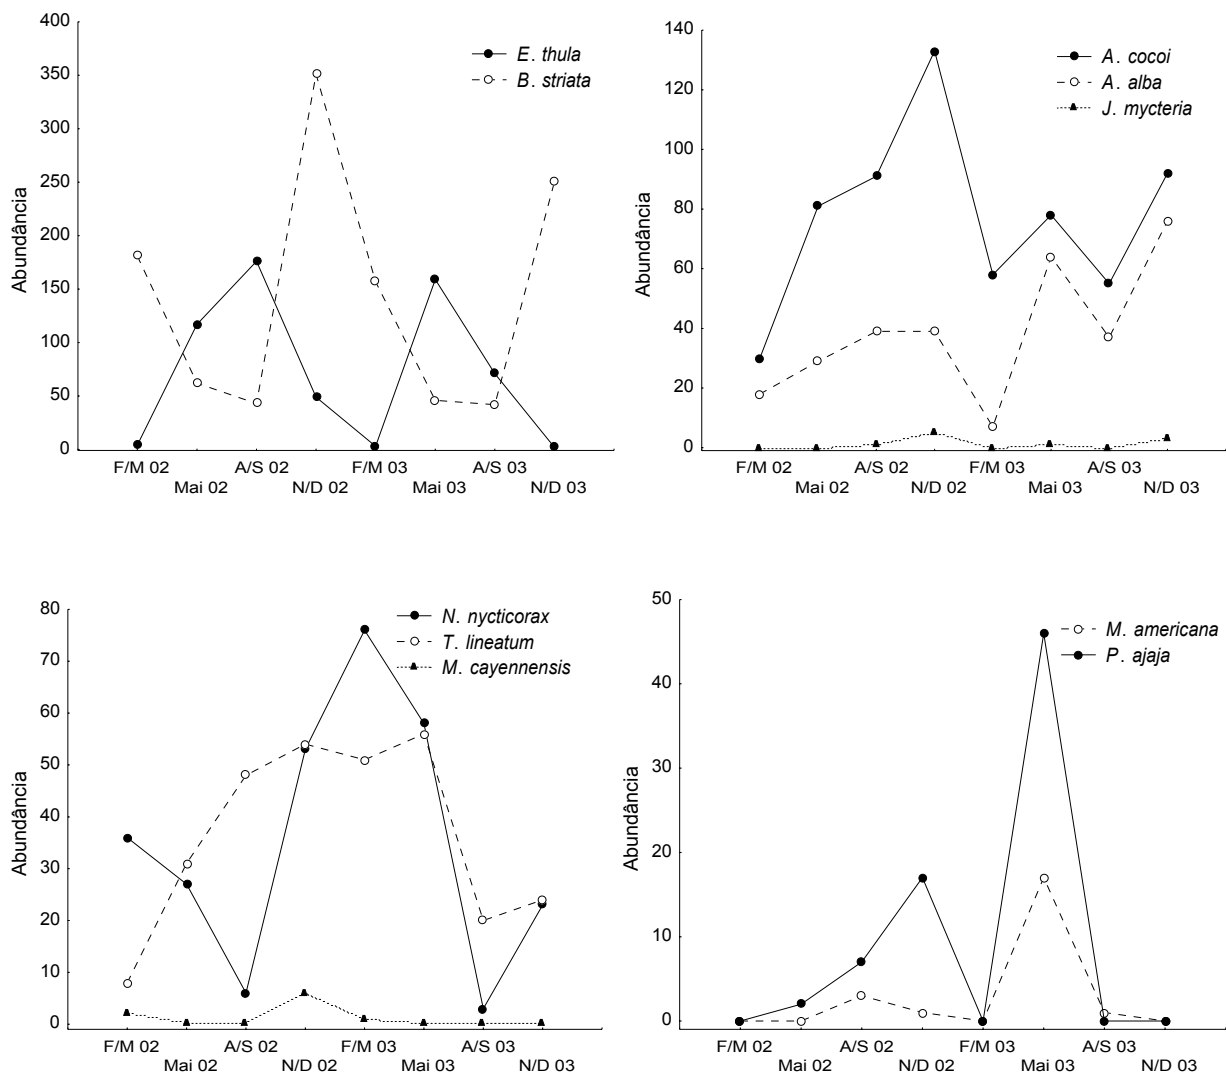 400
350
300
250
200
150
100
50
0
Abundância
E. thula
B. striata
F/M 02
Mai 02
A/S 02
N/D 02
F/M 03
Mai 03
A/S 03
N/D 03
140
120
100
80
60
40
20
0
Abundância
A. cocoi
A. alba
J. mycteria
F/M 02
Mai 02
A/S 02
N/D 02
F/M 03
Mai 03
A/S 03
N/D 03
80
70
60
50
40
30
20
10
0
Abundância
N. nycticorax
T. lineatum
M. cayennensis
F/M 02
Mai 02
A/S 02
N/D 02
F/M 03
Mai 03
A/S 03
N/D 03
50
40
30
20
10
0
Abundância
M. americana
P. ajaja
F/M 02
Mai 02
A/S 02
N/D 02
F/M 03
Mai 03
A/S 03
N/D 03